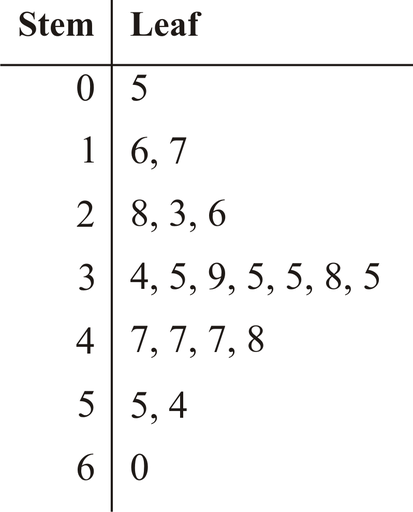 Stem Leaf
0 5
1 6, 7
2 8, 3, 6
3 4, 5, 9, 5, 5, 8, 5
4 7, 7, 7, 8
5 5, 4
6 0